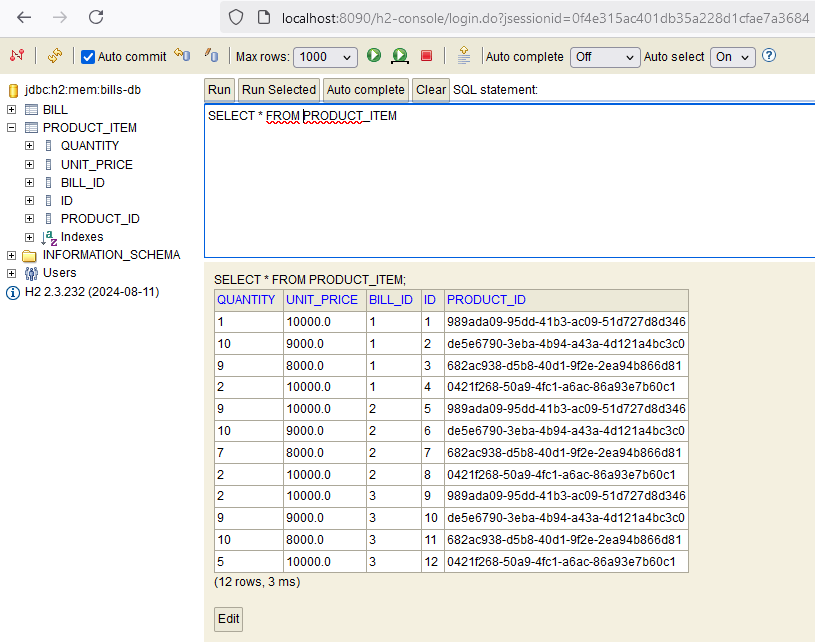 localhost:8090/h2-console/login.do?jsessionid=0f4e315ac401db35a228d1cfae7a3684
Auto commit Max rows: 1000 Auto complete Off Auto select On ?
jdbc:h2:mem:bills-db
BILL
PRODUCT_ITEM
QUANTITY
UNIT_PRICE
BILL_ID
ID
PRODUCT_ID
Indexes
INFORMATION_SCHEMA
Users
H2 2.3.232 (2024-08-11)
Run Run Selected Auto complete Clear SQL statement:
SELECT * FROM PRODUCT_ITEM
SELECT * FROM PRODUCT_ITEM;
QUANTITY UNIT_PRICE BILL_ID ID PRODUCT_ID
1 10000.0 1 1 989ada09-95dd-41b3-ac09-51d727d8d346
10 9000.0 1 2 de5e6790-3eba-4b94-a43a-4d121a4bc3c0
9 8000.0 1 3 682ac938-d5b8-40d1-9f2e-2ea94b866d81
2 10000.0 1 4 0421f268-50a9-4fc1-a6ac-86a93e7b60c1
9 10000.0 2 5 989ada09-95dd-41b3-ac09-51d727d8d346
10 9000.0 2 6 de5e6790-3eba-4b94-a43a-4d121a4bc3c0
7 8000.0 2 7 682ac938-d5b8-40d1-9f2e-2ea94b866d81
2 10000.0 2 8 0421f268-50a9-4fc1-a6ac-86a93e7b60c1
2 10000.0 3 9 989ada09-95dd-41b3-ac09-51d727d8d346
9 9000.0 3 10 de5e6790-3eba-4b94-a43a-4d121a4bc3c0
10 8000.0 3 11 682ac938-d5b8-40d1-9f2e-2ea94b866d81
5 10000.0 3 12 0421f268-50a9-4fc1-a6ac-86a93e7b60c1
(12 rows, 3 ms)
Edit